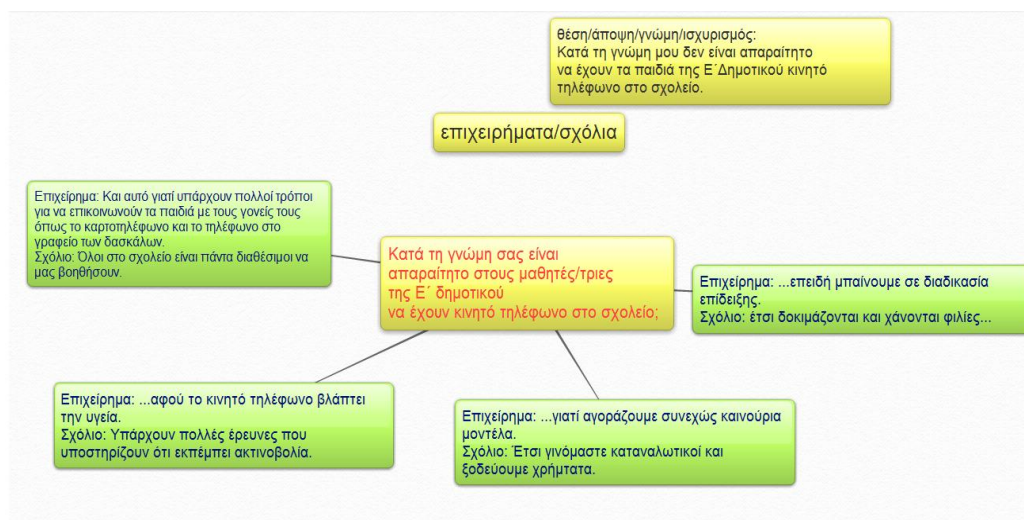 θέση/άποψη/γνώμη/ισχυρισμός:
Κατά τη γνώμη μου δεν είναι απαραίτητο
να έχουν τα παιδιά της Ε΄Δημοτικού κινητό
τηλέφωνο στο σχολείο.
επιχειρήματα/σχόλια
Επιχείρημα: Και αυτό γιατί υπάρχουν πολλοί τρόποι
για να επικοινωνούν τα παιδιά με τους γονείς τους
όπως το καρτοτηλέφωνο και το τηλέφωνο στο
γραφείο των δασκάλων.
Σχόλιο: Όλοι στο σχολείο είναι πάντα διαθέσιμοι να
μας βοηθήσουν.
Κατά τη γνώμη σας είναι
απαραίτητο στους μαθητές/τριες
της Ε΄ δημοτικού
να έχουν κινητό τηλέφωνο στο σχολείο;
Επιχείρημα: ...επειδή μπαίνουμε σε διαδικασία
επίδειξης.
Σχόλιο: έτσι δοκιμάζονται και χάνονται φιλίες...
Επιχείρημα: ...αφού το κινητό τηλέφωνο βλάπτει
την υγεία.
Σχόλιο: Υπάρχουν πολλές έρευνες που
υποστηρίζουν ότι εκπέμπει ακτινοβολία.
Επιχείρημα: ...γιατί αγοράζουμε συνεχώς καινούρια
μοντέλα.
Σχόλιο: Έτσι γινόμαστε καταναλωτικοί και
ξοδεύουμε χρήμτατα.